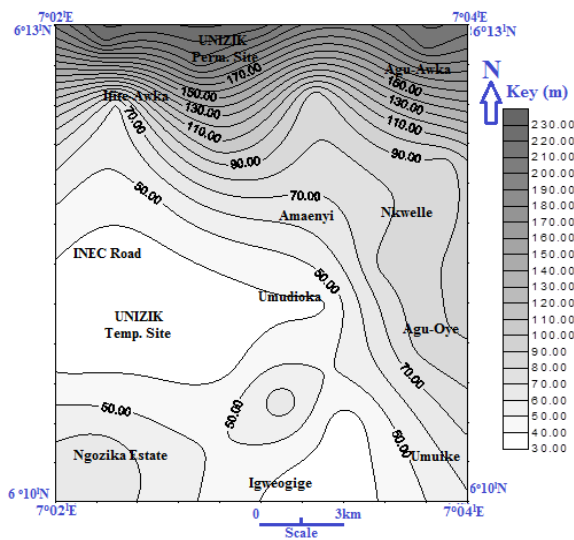 7°02'E
7°04'E
6°13'N
6°13'N
UNIZIK
Perm. Site
170.00
Agu-Awka
N
Key (m)
150.00
150.00
Ifite-Awka
130.00
130.00
110.00
110.00
70.00
90.00
90.00
50.00
70.00
Amaenyi
Nkwelle
INEC Road
50.00
Umudioka
UNIZIK
Temp. Site
Agu-Oye
70.00
50.00
50.00
50.00
Ngozika Estate
Umuike
Igweogige
6°10'N
6°10'N
7°02'E
0
3km
7°04'E
Scale
230.00
220.00
210.00
200.00
190.00
180.00
170.00
160.00
150.00
140.00
130.00
120.00
110.00
100.00
90.00
80.00
70.00
60.00
50.00
40.00
30.00